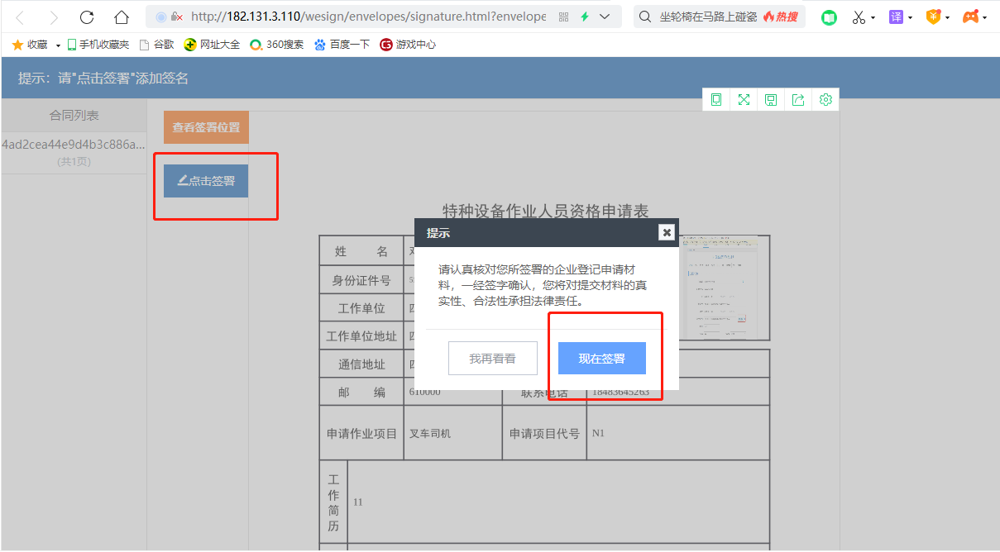 http://182.131.3.110/wesign/envelopes/signature.html?envelope
坐轮椅在马路上碰瓷 热搜
译
收藏 手机收藏夹 谷歌 网址大全 360搜索 百度一下 游戏中心
提示：请"点击签署"添加签名
合同列表
4ad2cea44e9d4b3c886a...
(共1页)
查看签署位置
点击签署
特种设备作业人员资格申请表
姓 名
身份证件号
工作单位
工作单位地址
通信地址
邮 编 610000 联系电话 18483645263
申请作业项目 叉车司机 申请项目代号 N1
工作简历 11
提示
请认真核对您所签署的企业登记申请材
料，一经签字确认，您将对提交材料的真
实性、合法性承担法律责任。
我再看看 现在签署